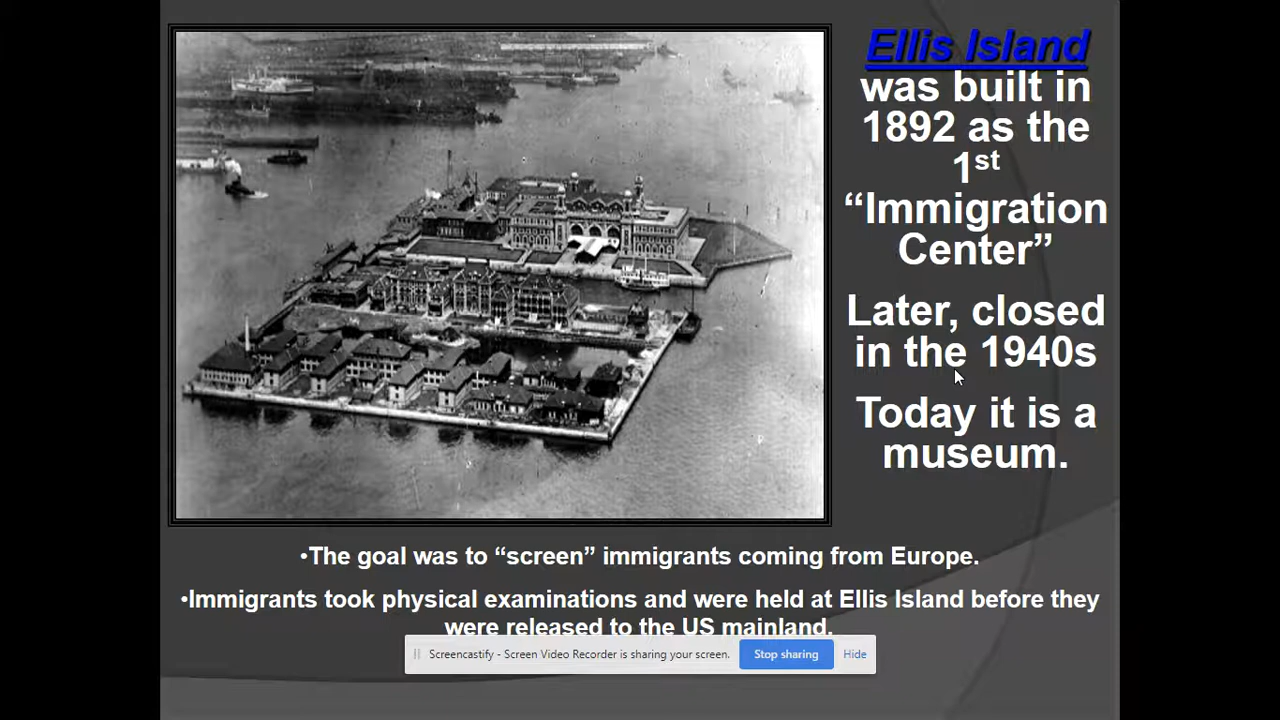 Ellis Island
was built in
1892 as the
1st
“Immigration
Center”
Later, closed
in the 1940s
Today it is a
museum.
•The goal was to “screen” immigrants coming from Europe.
•Immigrants took physical examinations and were held at Ellis Island before they
were released to the US mainland.
Screencastify - Screen Video Recorder is sharing your screen. Stop sharing Hide